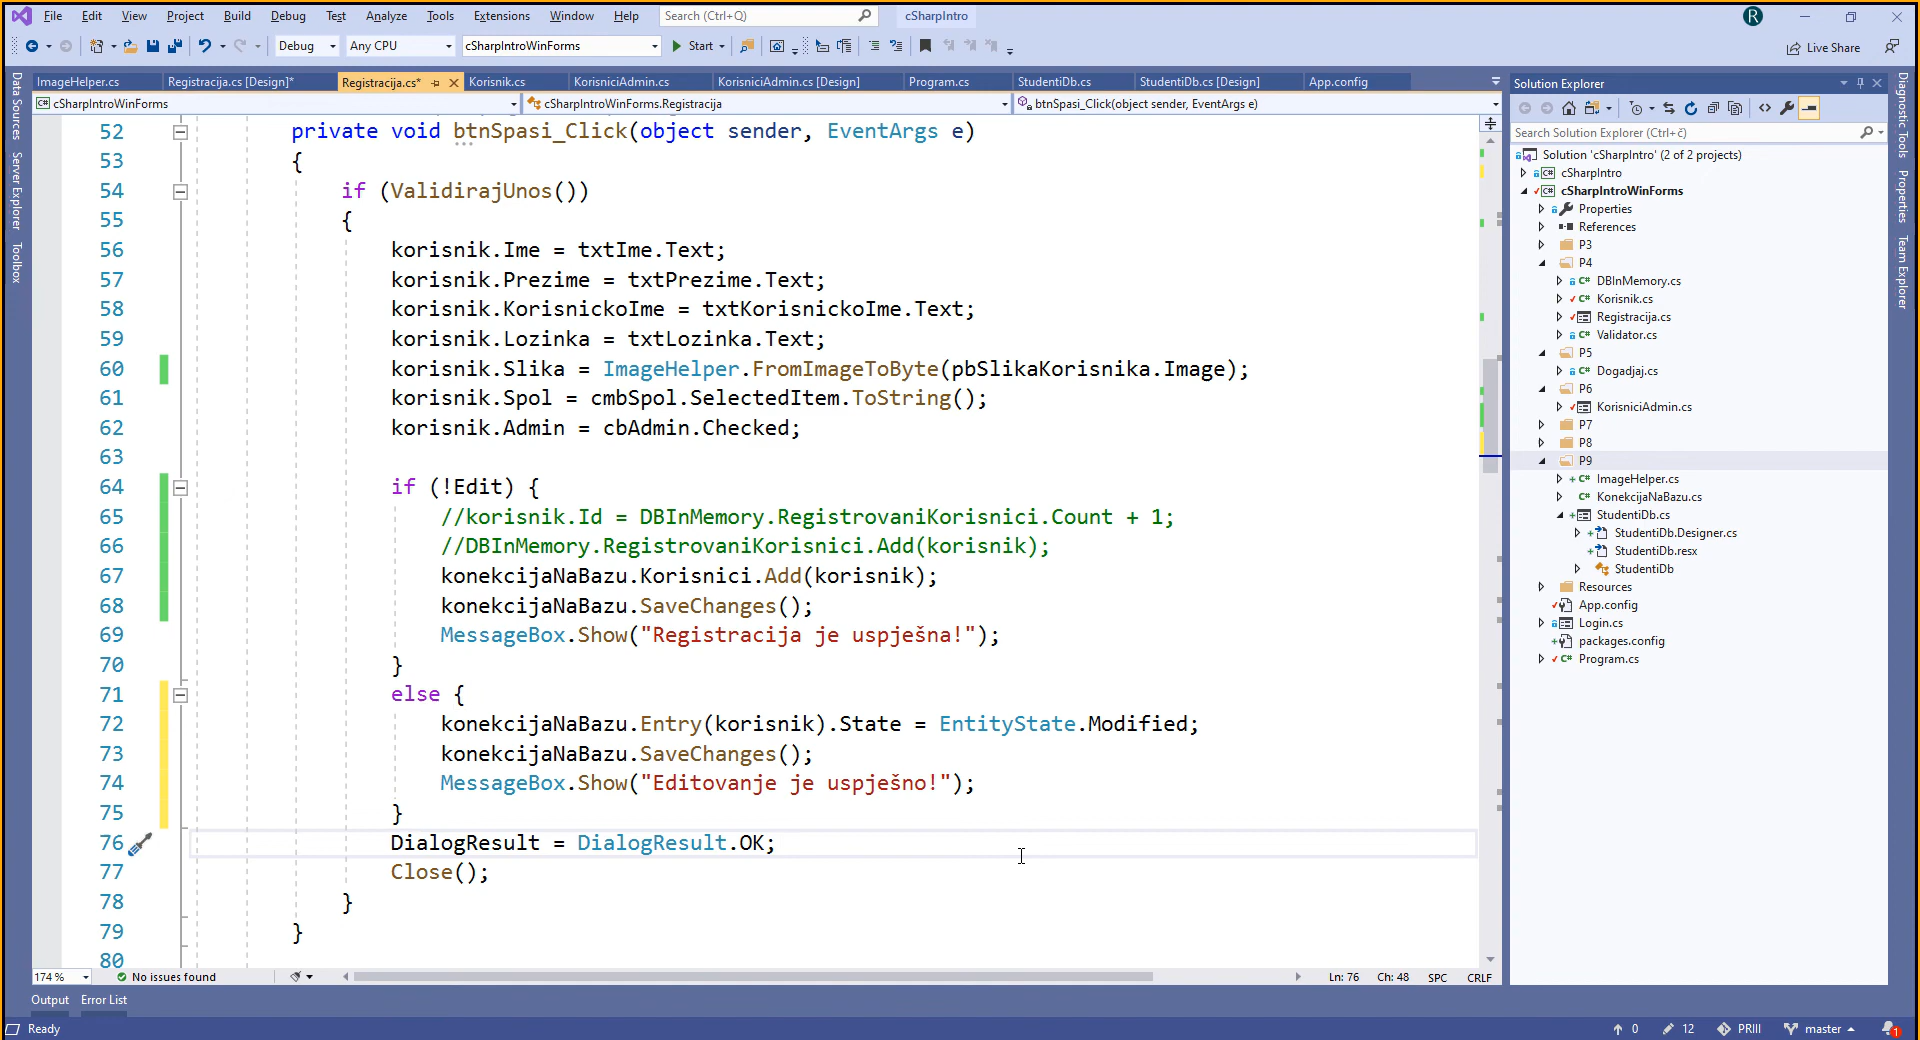 File Edit View Project Build Debug Test Analyze Tools Extensions Window Help Search (Ctrl+Q) cSharpIntro R
Debug Any CPU cSharpIntroWinForms Start Live Share
ImageHelper.cs Registracija.cs [Design]* Registracija.cs* Korisnik.cs KorisniciAdmin.cs KorisniciAdmin.cs [Design] Program.cs StudentiDb.cs StudentiDb.cs [Design] App.config
cSharpIntroWinForms cSharpIntroWinForms.Registracija btnSpasi_Click(object sender, EventArgs e)
52 private void btnSpasi_Click(object sender, EventArgs e)
53 {
54 if (ValidirajUnos())
55 {
56 korisnik.Ime = txtIme.Text;
57 korisnik.Prezime = txtPrezime.Text;
58 korisnik.KorisnickoIme = txtKorisnickoIme.Text;
59 korisnik.Lozinka = txtLozinka.Text;
60 korisnik.Slika = ImageHelper.FromImageToByte(pbSlikaKorisnika.Image);
61 korisnik.Spol = cmbSpol.SelectedItem.ToString();
62 korisnik.Admin = cbAdmin.Checked;
63
64 if (!Edit) {
65 //korisnik.Id = DBInMemory.RegistrovaniKorisnici.Count + 1;
66 //DBInMemory.RegistrovaniKorisnici.Add(korisnik);
67 konekcijaNaBazu.Korisnici.Add(korisnik);
68 konekcijaNaBazu.SaveChanges();
69 MessageBox.Show("Registracija je uspješna!");
70 }
71 else {
72 konekcijaNaBazu.Entry(korisnik).State = EntityState.Modified;
73 konekcijaNaBazu.SaveChanges();
74 MessageBox.Show("Editovanje je uspješno!");
75 }
76 DialogResult = DialogResult.OK;
77 Close();
78 }
79 }
80
174 % No issues found Ln: 76 Ch: 48 SPC CRLF
Output Error List
Ready 0 12 PRIII master 1
Data Sources
Server Explorer
Toolbox
Solution Explorer
Search Solution Explorer (Ctrl+č)
Solution 'cSharpIntro' (2 of 2 projects)
cSharpIntro
cSharpIntroWinForms
Properties
References
P3
P4
DBInMemory.cs
Korisnik.cs
Registracija.cs
Validator.cs
P5
Dogadjaj.cs
P6
KorisniciAdmin.cs
P7
P8
P9
ImageHelper.cs
KonekcijaNaBazu.cs
StudentiDb.cs
StudentiDb.Designer.cs
StudentiDb.resx
StudentiDb
Resources
App.config
Login.cs
packages.config
Program.cs
Diagnostic Tools
Properties
Team Explorer